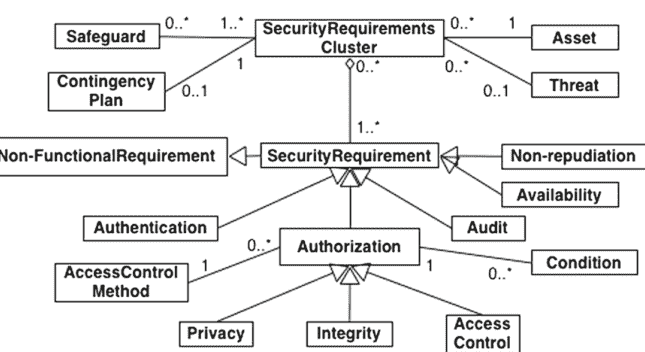 0..* 1..* 0..* 1
Safeguard SecurityRequirements Asset
Cluster
Contingency 1 0..* 0..* Threat
Plan 0..1 0..1
1..*
Non-FunctionalRequirement SecurityRequirement Non-repudiation
Availability
Authentication Audit
0..* Authorization
AccessControl 1 1 0..* Condition
Method
Privacy Integrity Access
Control